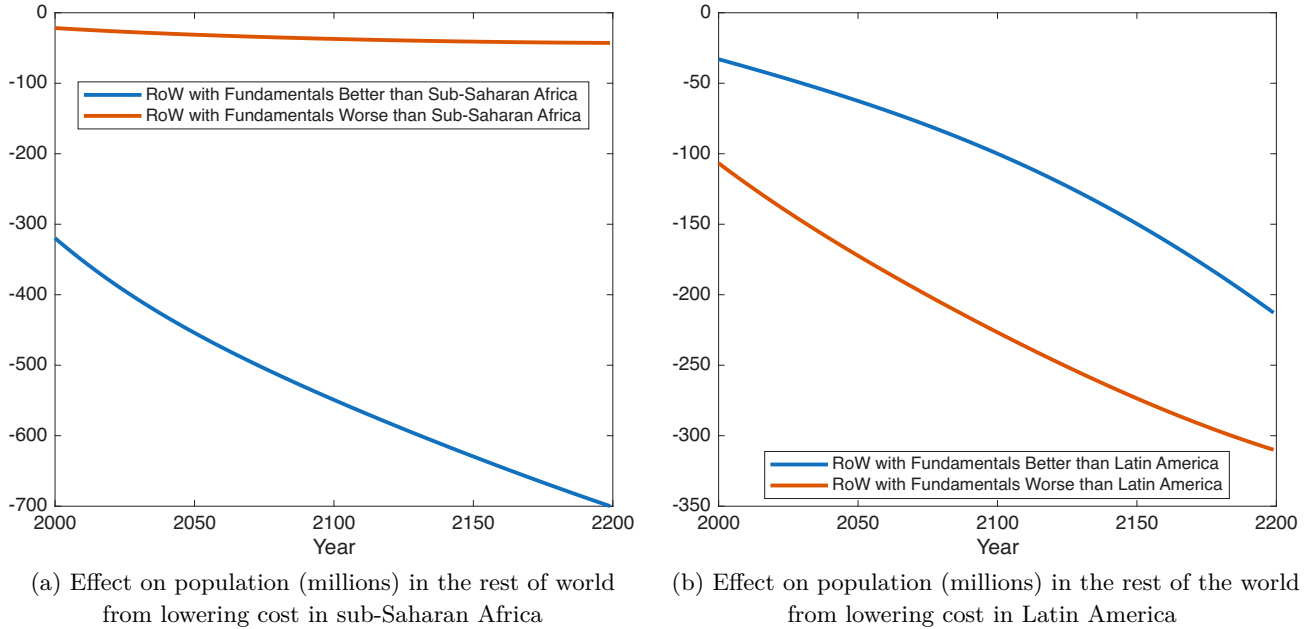 0
-100
-200
-300
-400
-500
-600
-700
2000
2050
2100
2150
2200
Year
RoW with Fundamentals Better than Sub-Saharan Africa
RoW with Fundamentals Worse than Sub-Saharan Africa
(a) Effect on population (millions) in the rest of world
from lowering cost in sub-Saharan Africa
0
-50
-100
-150
-200
-250
-300
-350
2000
2050
2100
2150
2200
Year
RoW with Fundamentals Better than Latin America
RoW with Fundamentals Worse than Latin America
(b) Effect on population (millions) in the rest of the world
from lowering cost in Latin America